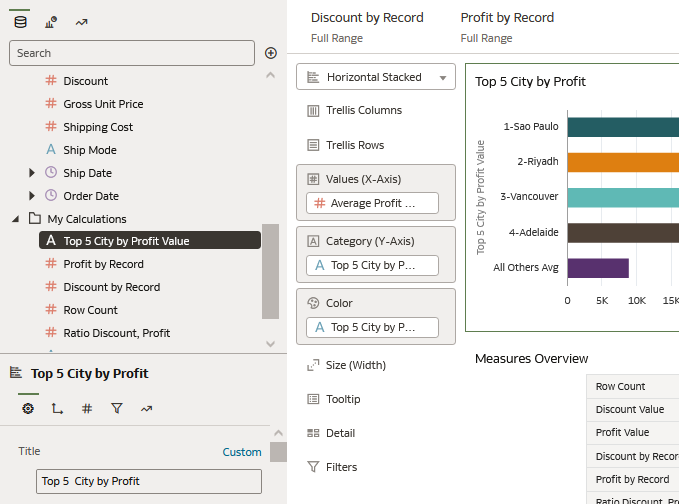 Search
Discount
Gross Unit Price
Shipping Cost
Ship Mode
Ship Date
Order Date
My Calculations
Top 5 City by Profit Value
Profit by Record
Discount by Record
Row Count
Ratio Discount, Profit
Top 5 City by Profit
Title
Custom
Top 5 City by Profit
Discount by Record
Full Range
Profit by Record
Full Range
Horizontal Stacked
Trellis Columns
Trellis Rows
Values (X-Axis)
Average Profit ...
Category (Y-Axis)
Top 5 City by P...
Color
Top 5 City by P...
Size (Width)
Tooltip
Detail
Filters
Top 5 City by Profit
Top 5 City by Profit Value
1-Sao Paulo
2-Riyadh
3-Vancouver
4-Adelaide
All Others Avg
0 5K 10K 15K
Measures Overview
Row Count
Discount Value
Profit Value
Discount by Recor
Profit by Record
Ratio Discount, Pr